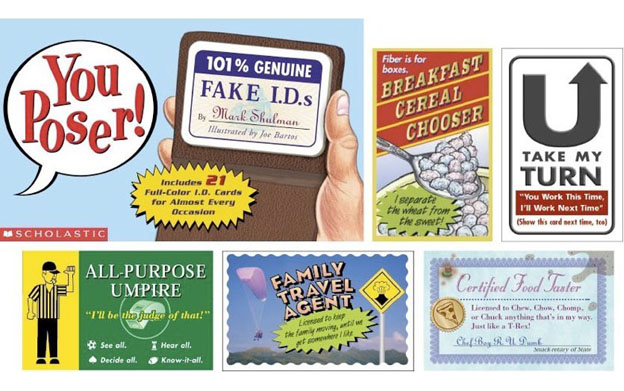 You
Poser!
101% GENUINE
FAKE I.D.s
By Mark Shulman
Illustrated by Joe Bartos
Includes 21
Full-Color I.D. Cards
for Almost Every
Occasion
SCHOLASTIC
Fiber is for
boxes.
BREAKFAST
CEREAL
CHOOSER
I separate
the wheat from
the sweet!
U
TAKE MY
TURN
"You Work This Time,
I'll Work Next Time"
(Show this card next time, too)
ALL-PURPOSE
UMPIRE
"I'll be the judge of that!"
See all. Hear all.
Decide all. Know-it-all.
FAMILY
TRAVEL
AGENT
Licensed to keep
the family moving, until we
get somewhere I like
Certified Food Taster
Licensed to Chew, Chow, Chomp,
or Chuck anything that's in my way.
Just like a T-Rex!
Chef Boy R. U. Dumb
Snack-retary of State